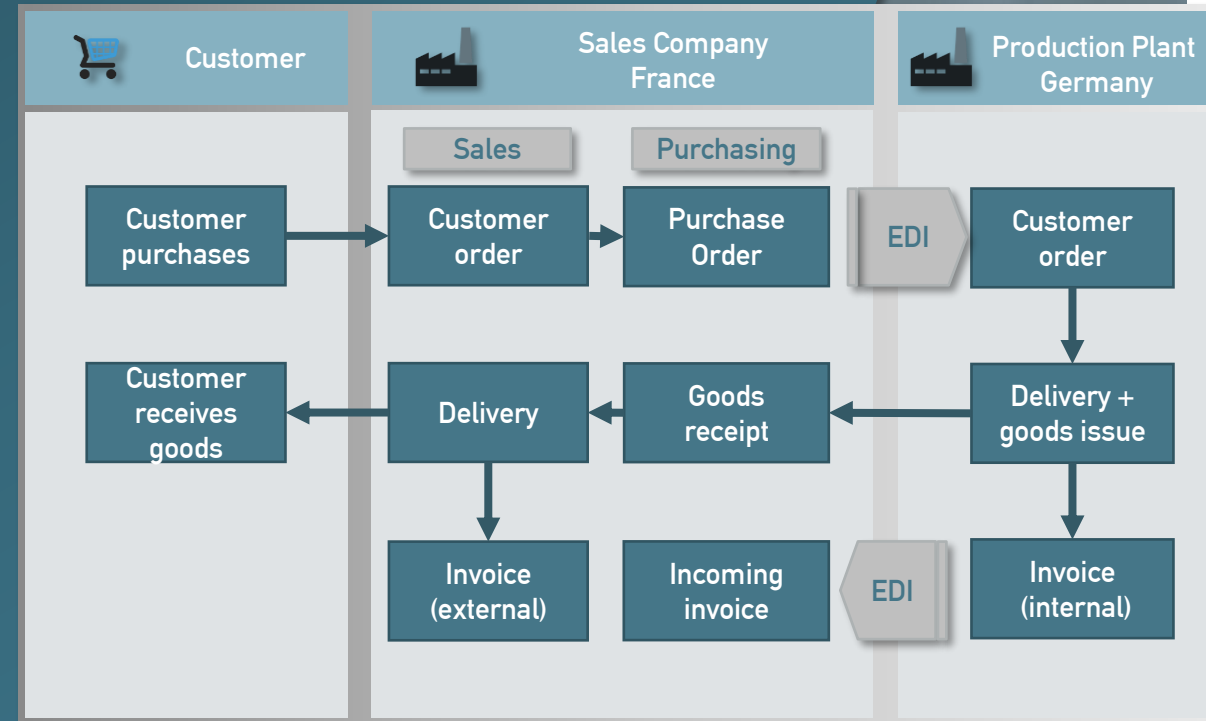 Customer
Sales Company
France
Production Plant
Germany
Sales
Purchasing
Customer
purchases
Customer
order
Purchase
Order
EDI
Customer
order
Customer
receives
goods
Delivery
Goods
receipt
Delivery +
goods issue
Invoice
(external)
Incoming
invoice
EDI
Invoice
(internal)